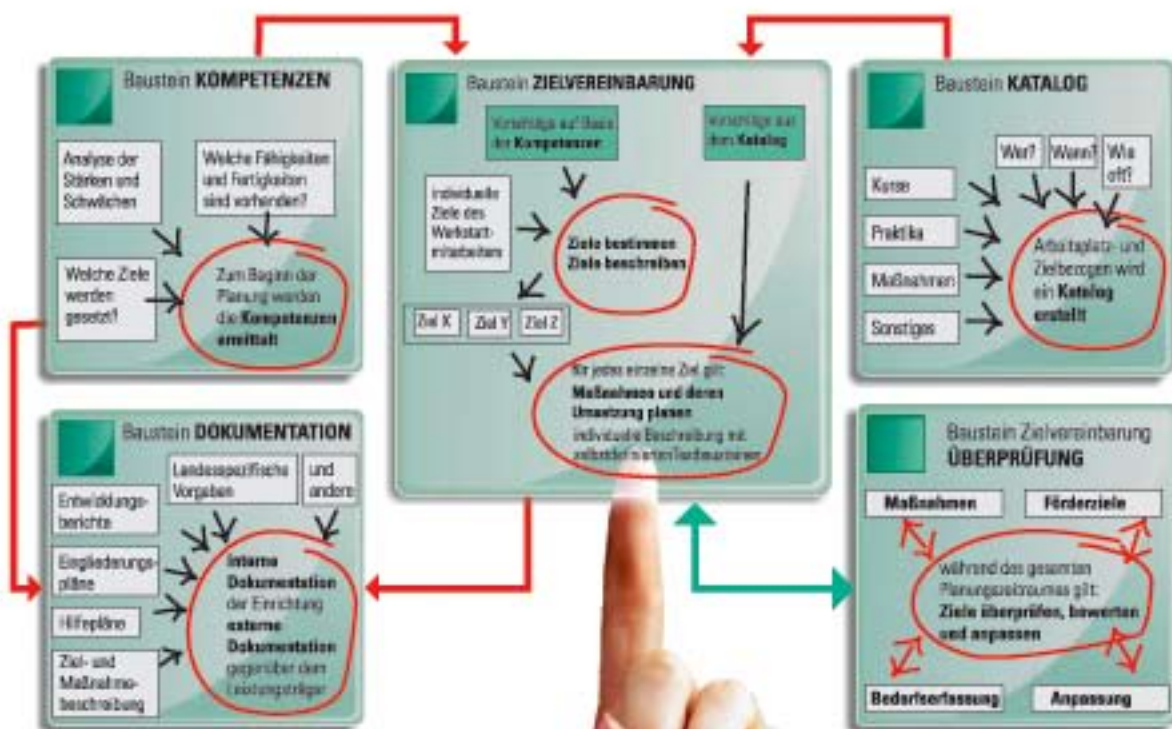 Baustein KOMPETENZEN
Analyse der
Stärken und
Schwächen
Welche Fähigkeiten
und Fertigkeiten
sind vorhanden?
Welche Ziele
werden
gesetzt?
Zum Beginn der
Planung werden
die Kompetenzen
ermittelt
Baustein ZIELVEREINBARUNG
Vorschläge auf Basis
der Kompetenzen
Vorschläge aus
dem Katalog
individuelle
Ziele des
Werkstatt-
mitarbeiters
Ziele bestimmen
Ziele beschreiben
Ziel X
Ziel Y
Ziel Z
für jedes einzelne Ziel gilt:
Maßnahmen und deren
Umsetzung planen
individuelle Beschreibung mit
selbstdefinierten Textbausteinen
Baustein KATALOG
Wer?
Wann?
Wie
oft?
Kurse
Praktika
Maßnahmen
Sonstiges
Arbeitsplatz- und
Zielbezogen wird
ein Katalog
erstellt
Baustein DOKUMENTATION
Landesspezifische
Vorgaben
und
andere
Entwicklungs-
berichte
Eingliederungs-
pläne
Hilfepläne
Ziel- und
Maßnahme-
beschreibung
interne
Dokumentation
der Einrichtung
externe
Dokumentation
gegenüber dem
Leistungsträger
Baustein Zielvereinbarung
ÜBERPRÜFUNG
Maßnahmen
Förderziele
während des gesamten
Planungszeitraumes gilt:
Ziele überprüfen, bewerten
und anpassen
Bedarfserfassung
Anpassung